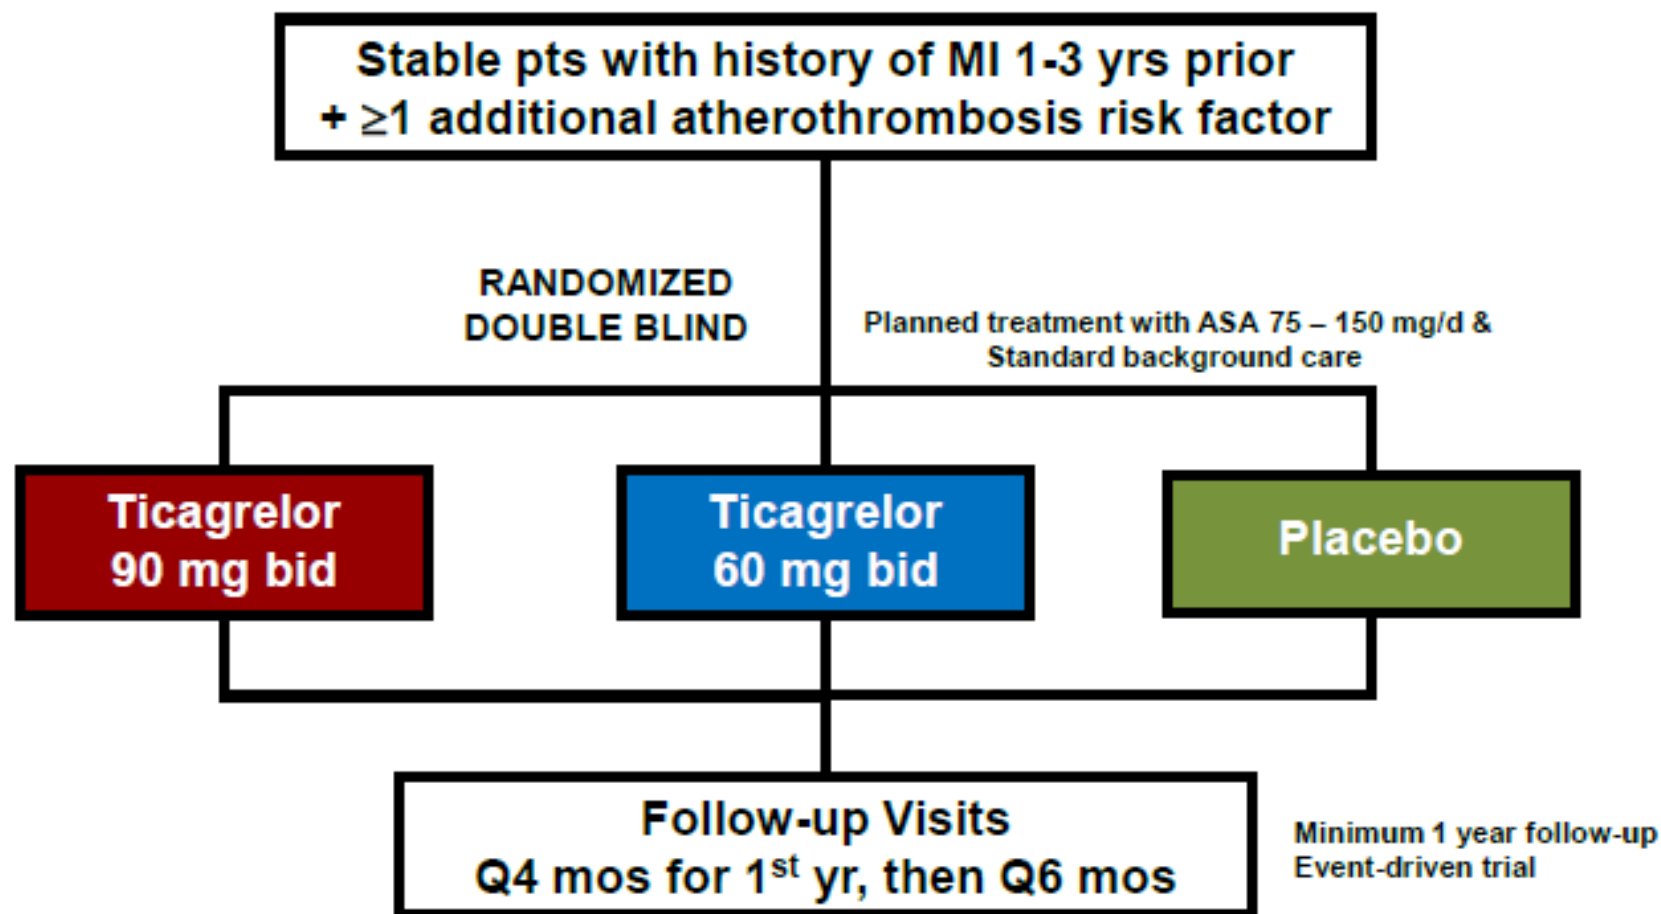 Stable pts with history of MI 1-3 yrs prior
+ ≥1 additional atherothrombosis risk factor
RANDOMIZED
DOUBLE BLIND
Planned treatment with ASA 75 – 150 mg/d &
Standard background care
Ticagrelor
90 mg bid
Ticagrelor
60 mg bid
Placebo
Follow-up Visits
Q4 mos for 1st yr, then Q6 mos
Minimum 1 year follow-up
Event-driven trial